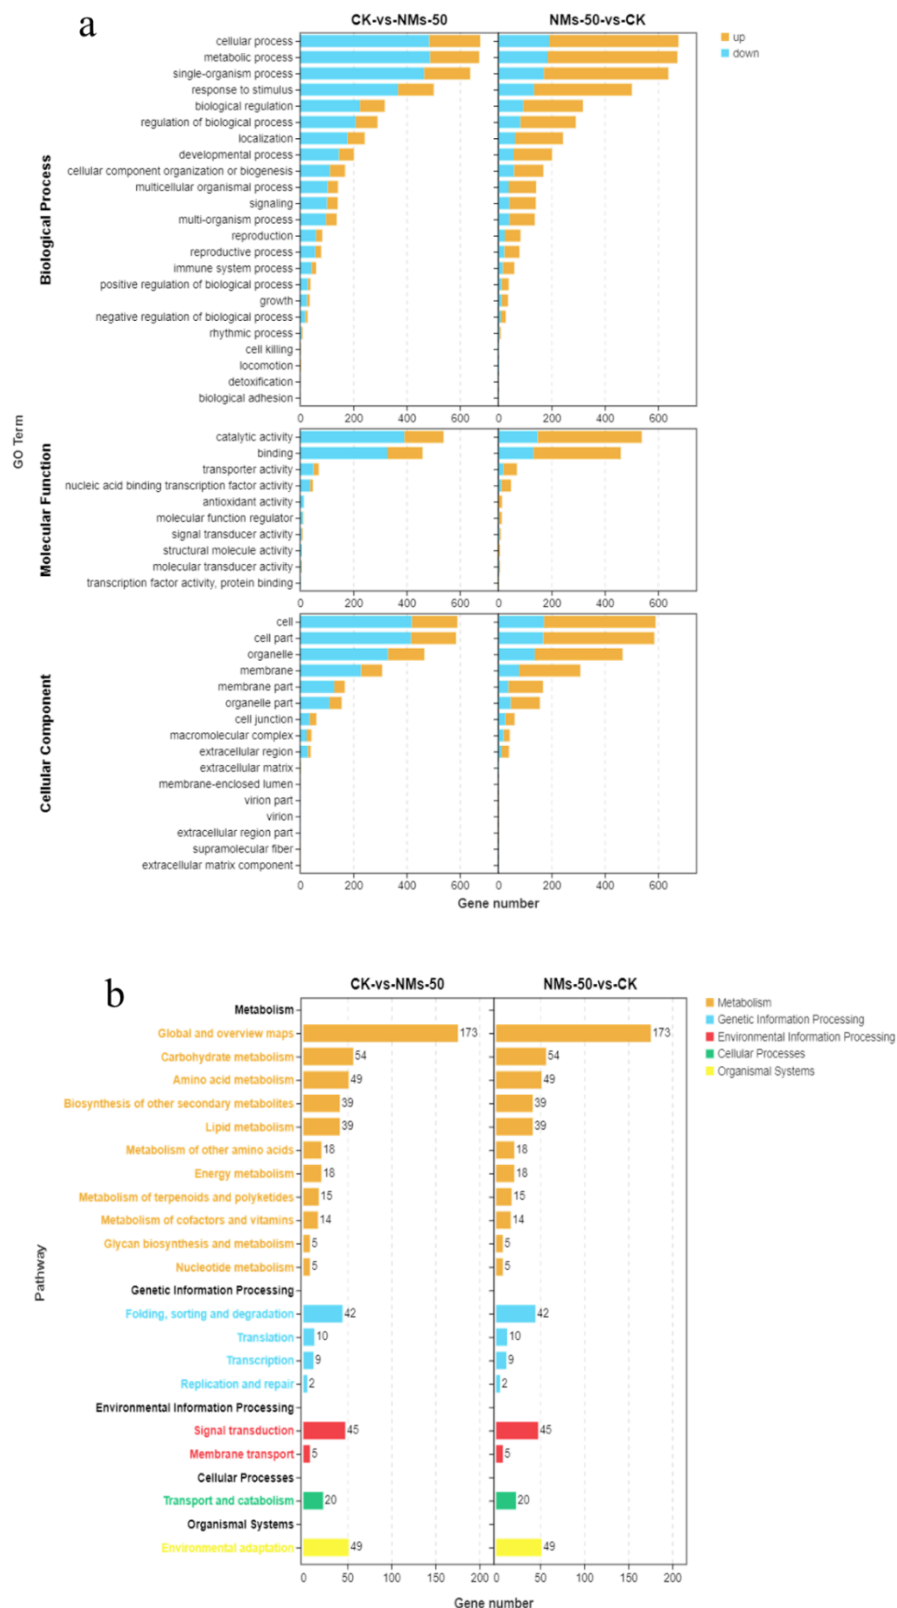 a
CK-vs-NMs-50
NMs-50-vs-CK
up
down
GO Term
Biological Process
cellular process
metabolic process
single-organism process
response to stimulus
biological regulation
regulation of biological process
localization
developmental process
cellular component organization or biogenesis
multicellular organismal process
signaling
multi-organism process
reproduction
reproductive process
immune system process
positive regulation of biological process
growth
negative regulation of biological process
rhythmic process
cell killing
locomotion
detoxification
biological adhesion
0 200 400 600 0 200 400 600
Molecular Function
catalytic activity
binding
transporter activity
nucleic acid binding transcription factor activity
antioxidant activity
molecular function regulator
signal transducer activity
structural molecule activity
molecular transducer activity
transcription factor activity, protein binding
0 200 400 600 0 200 400 600
Cellular Component
cell
cell part
organelle
membrane
membrane part
organelle part
cell junction
macromolecular complex
extracellular region
extracellular matrix
membrane-enclosed lumen
virion part
virion
extracellular region part
supramolecular fiber
extracellular matrix component
0 200 400 600 0 200 400 600
Gene number
b
CK-vs-NMs-50
NMs-50-vs-CK
Metabolism
Genetic Information Processing
Environmental Information Processing
Cellular Processes
Organismal Systems
Pathway
Metabolism
Global and overview maps 173 173
Carbohydrate metabolism 54 54
Amino acid metabolism 49 49
Biosynthesis of other secondary metabolites 39 39
Lipid metabolism 39 39
Metabolism of other amino acids 18 18
Energy metabolism 18 18
Metabolism of terpenoids and polyketides 15 15
Metabolism of cofactors and vitamins 14 14
Glycan biosynthesis and metabolism 5 5
Nucleotide metabolism 5 5
Genetic Information Processing
Folding, sorting and degradation 42 42
Translation 10 10
Transcription 9 9
Replication and repair 2 2
Environmental Information Processing
Signal transduction 45 45
Membrane transport 5 5
Cellular Processes
Transport and catabolism 20 20
Organismal Systems
Environmental adaptation 49 49
0 50 100 150 200 0 50 100 150 200
Gene number